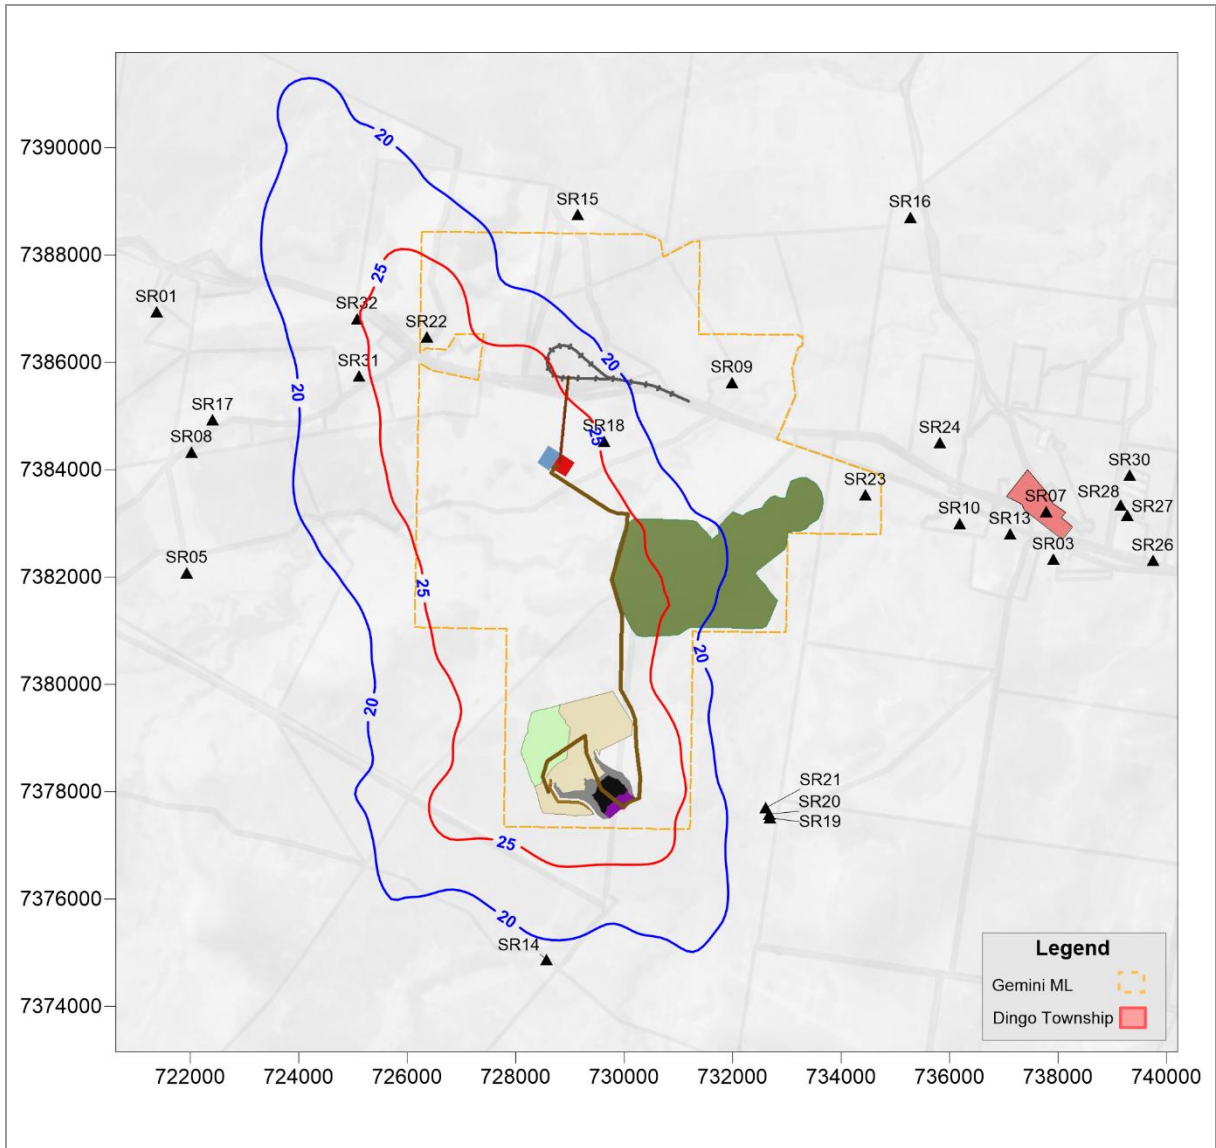 20
7390000
SR15
SR16
7388000
25
SR01
SR32
SR22
7386000
20
SR31
SR09
20
SR17
SR18
25
SR24
SR08
7384000
SR30
SR23
SR28
SR07
SR27
SR10
SR13
SR03
SR26
SR05
7382000
25
20
7380000
20
SR21
7378000
SR20
SR19
25
7376000
20
SR14
Legend
Gemini ML
7374000
Dingo Township
722000 724000 726000 728000 730000 732000 734000 736000 738000 740000